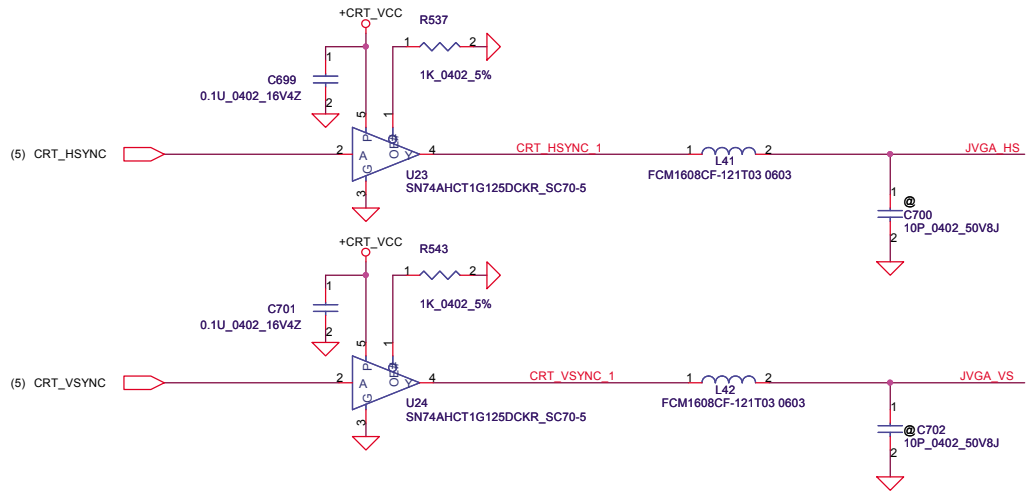 +CRT_VCC
R537
1
2
1
1K_0402_5%
C699
0.1U_0402_16V4Z
2
5
1
P
OE#
(5) CRT_HSYNC
2
A
Y
4
CRT_HSYNC_1
1
2
JVGA_HS
L41
FCM1608CF-121T03 0603
G
U23
SN74AHCT1G125DCKR_SC70-5
3
1
@
C700
10P_0402_50V8J
2
+CRT_VCC
R543
1
2
1
1K_0402_5%
C701
0.1U_0402_16V4Z
2
5
1
P
OE#
(5) CRT_VSYNC
2
A
Y
4
CRT_VSYNC_1
1
2
JVGA_VS
L42
FCM1608CF-121T03 0603
G
U24
SN74AHCT1G125DCKR_SC70-5
3
1
@ C702
10P_0402_50V8J
2